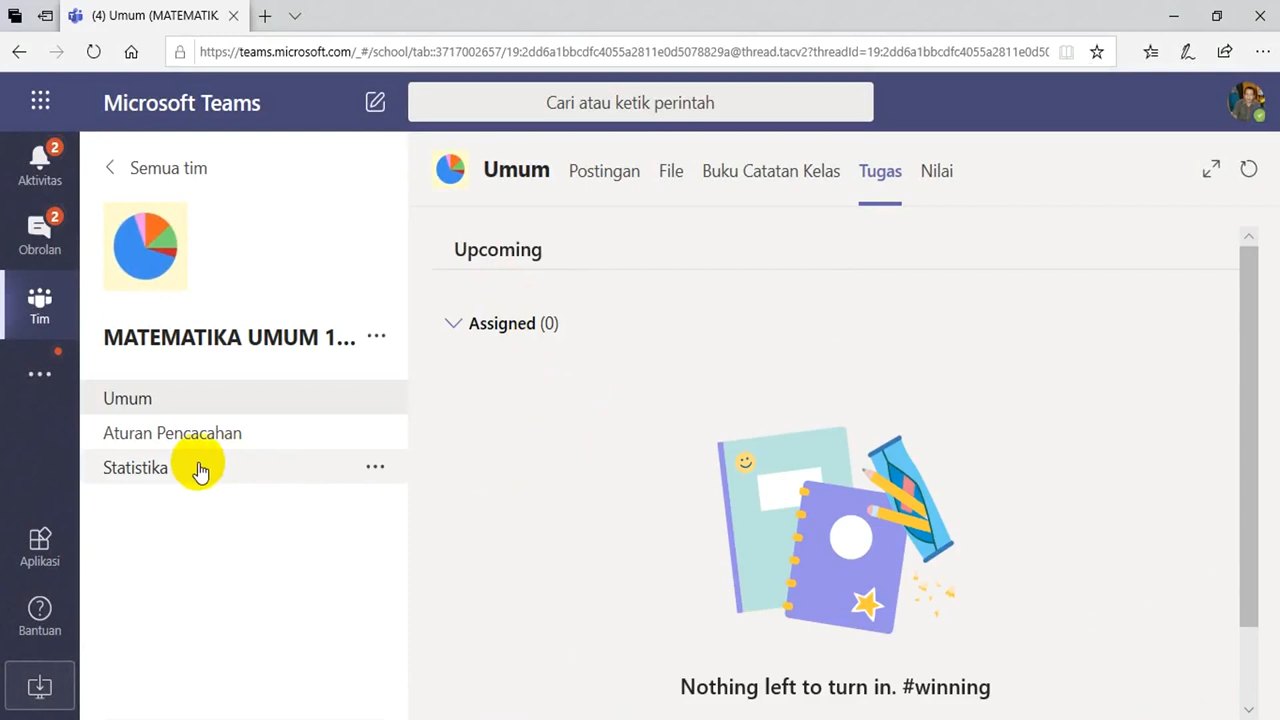 (4) Umum (MATEMATIK
https://teams.microsoft.com/_#/school/tab::3717002657/19:2dd6a1bbcdfc4055a2811e0d5078829a@thread.tacv2?threadId=19:2dd6a1bbcdfc4055a2811e0d50
Microsoft Teams
Cari atau ketik perintah
2
Aktivitas
2
Obrolan
Tim
Aplikasi
Bantuan
Semua tim
MATEMATIKA UMUM 1...
Umum
Aturan Pencacahan
Statistika
Umum Postingan File Buku Catatan Kelas Tugas Nilai
Upcoming
Assigned (0)
Nothing left to turn in. #winning